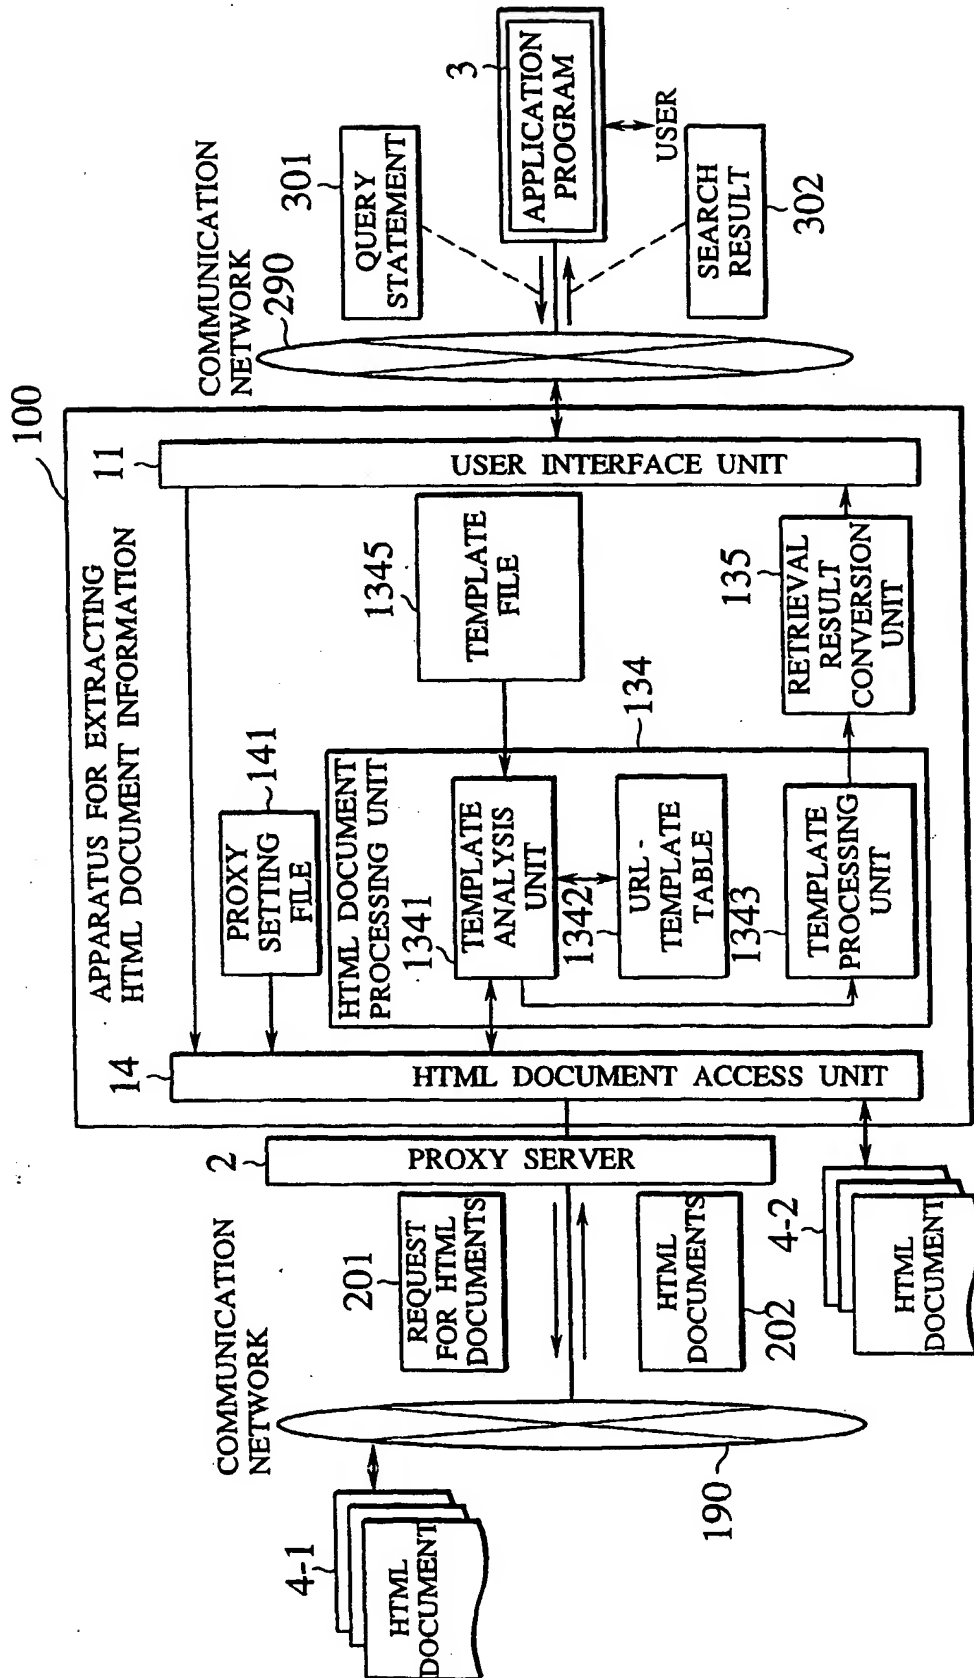 100
APPARATUS FOR EXTRACTING
HTML DOCUMENT INFORMATION
COMMUNICATION
NETWORK
190
4-1
HTML
DOCUMENT
201
REQUEST
FOR HTML
DOCUMENTS
HTML
DOCUMENTS
202
2
PROXY SERVER
4-2
HTML
DOCUMENT
14
HTML DOCUMENT ACCESS UNIT
141
PROXY
SETTING
FILE
HTML DOCUMENT
PROCESSING UNIT
134
1341
TEMPLATE
ANALYSIS
UNIT
1342
URL -
TEMPLATE
TABLE
1343
TEMPLATE
PROCESSING
UNIT
1345
TEMPLATE
FILE
135
RETRIEVAL
RESULT
CONVERSION
UNIT
11
USER INTERFACE UNIT
COMMUNICATION
NETWORK
290
301
QUERY
STATEMENT
3
APPLICATION
PROGRAM
USER
SEARCH
RESULT
302